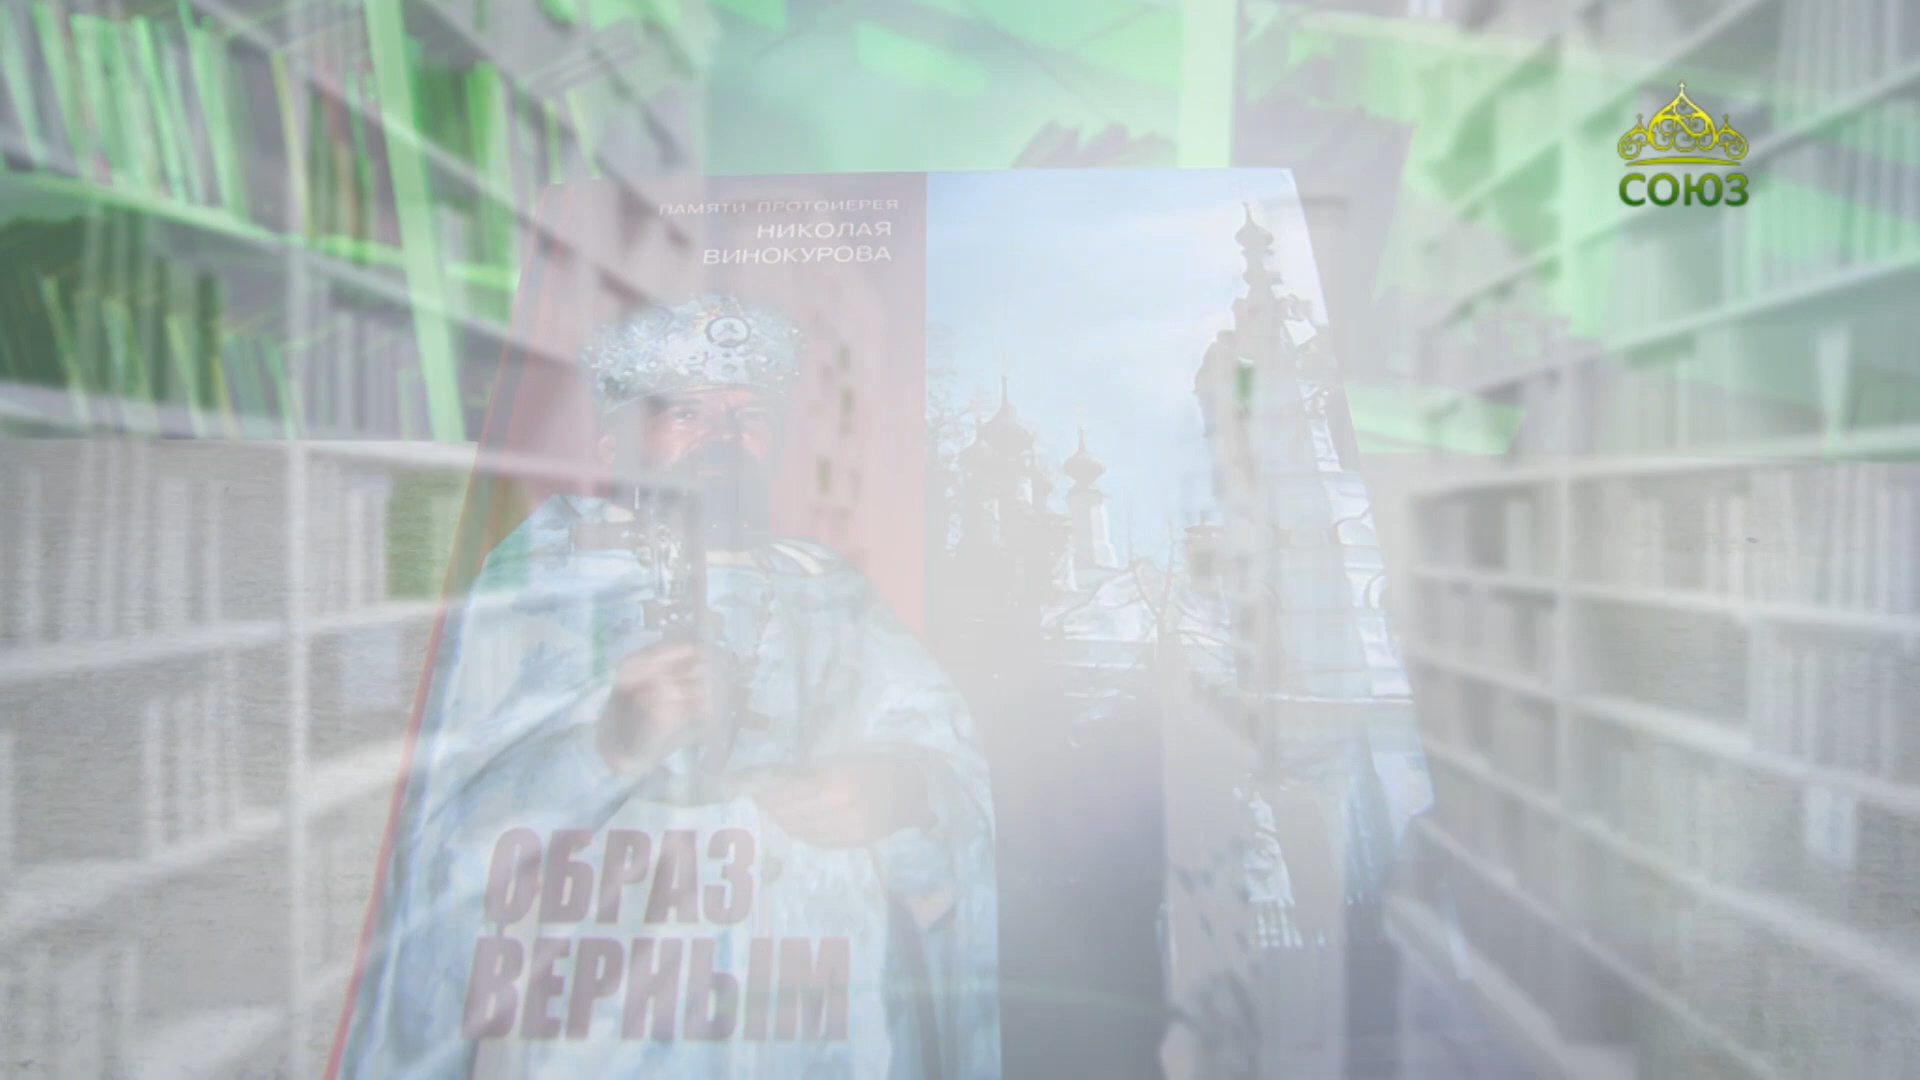 ПАМЯТИ ПРОТОИЕРЕЯ
НИКОЛАЯ
ВИНОКУРОВА
СОЮЗ
ОБРАЗ
ВЕРНЫМ